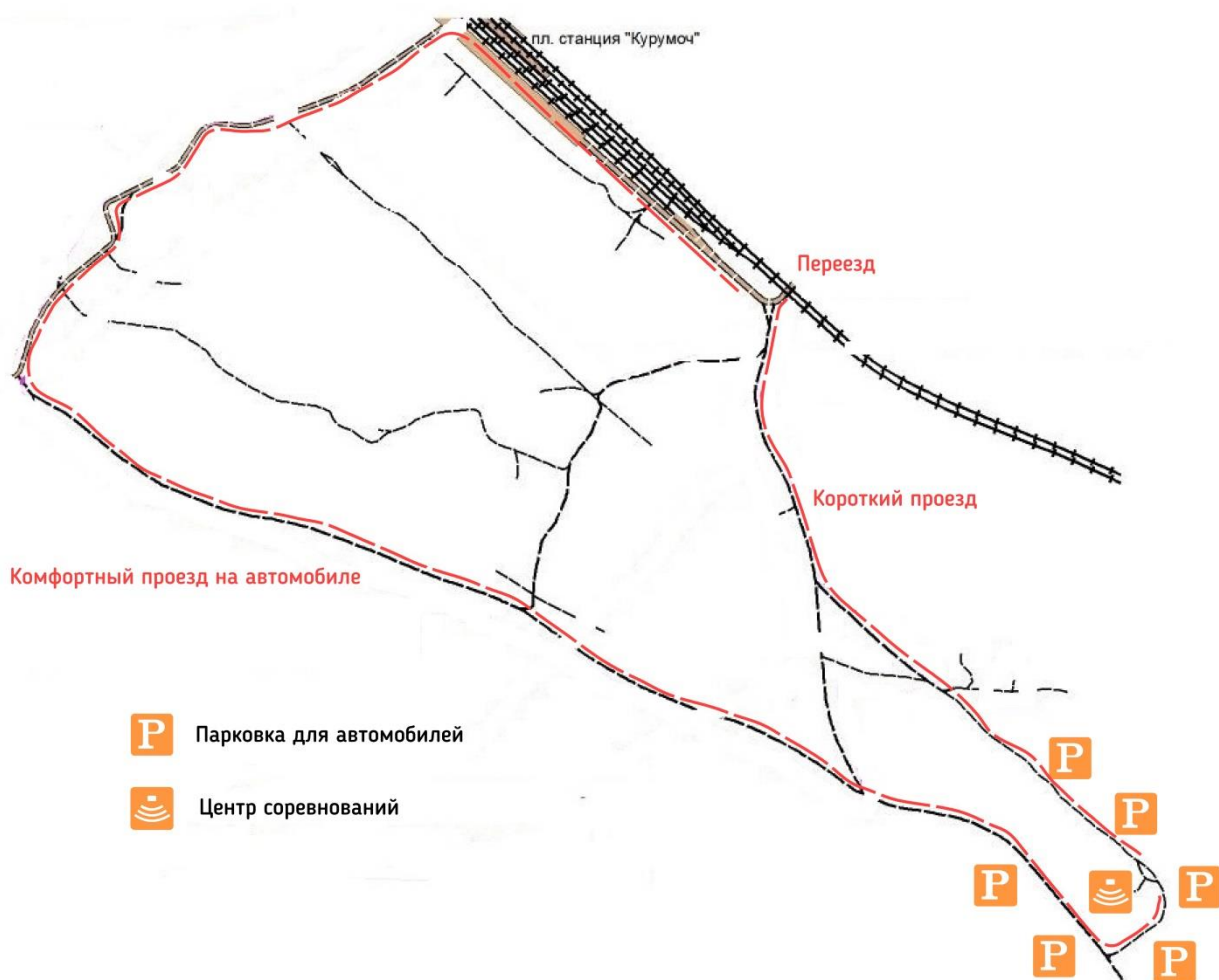 пл. станция "Курумоч"
Переезд
Короткий проезд
Комфортный проезд на автомобиле
P Парковка для автомобилей
Центр соревнований
P
P
P
P
P
P